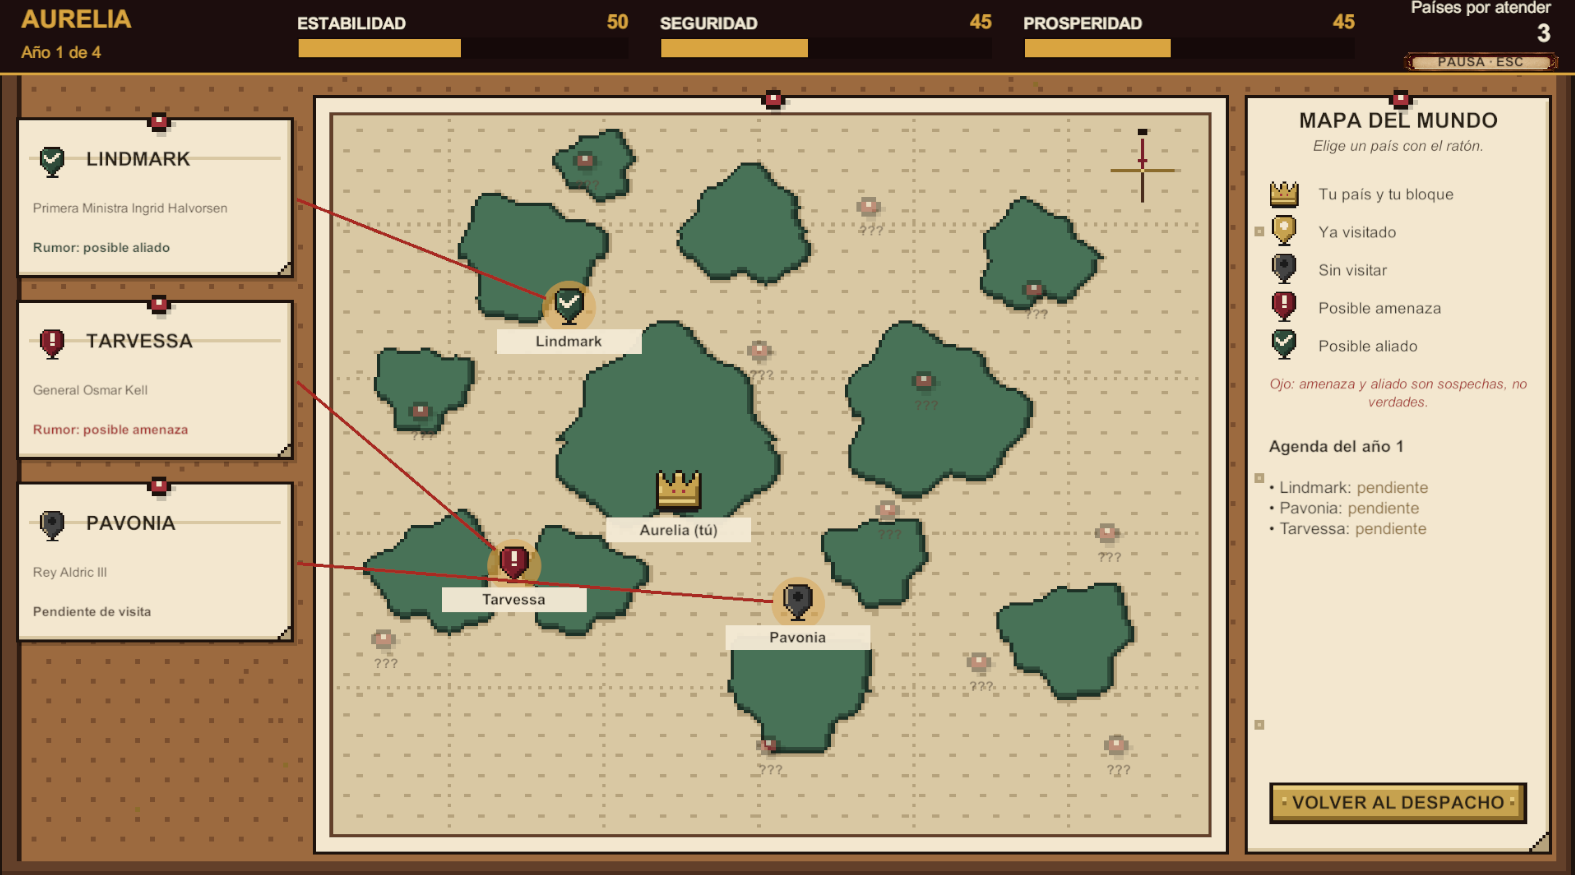 AURELIA
Año 1 de 4
ESTABILIDAD 50
SEGURIDAD 45
PROSPERIDAD 45
Países por atender
3
PAUSA · ESC
LINDMARK
Primera Ministra Ingrid Halvorsen
Rumor: posible aliado
TARVESSA
General Osmar Kell
Rumor: posible amenaza
PAVONIA
Rey Aldric III
Pendiente de visita
???
???
???
Lindmark
???
???
???
Aurelia (tú)
???
???
Tarvessa
Pavonia
???
???
???
???
MAPA DEL MUNDO
Elige un país con el ratón.
Tu país y tu bloque
Ya visitado
Sin visitar
Posible amenaza
Posible aliado
Ojo: amenaza y aliado son sospechas, no
verdades.
Agenda del año 1
• Lindmark: pendiente
• Pavonia: pendiente
• Tarvessa: pendiente
VOLVER AL DESPACHO